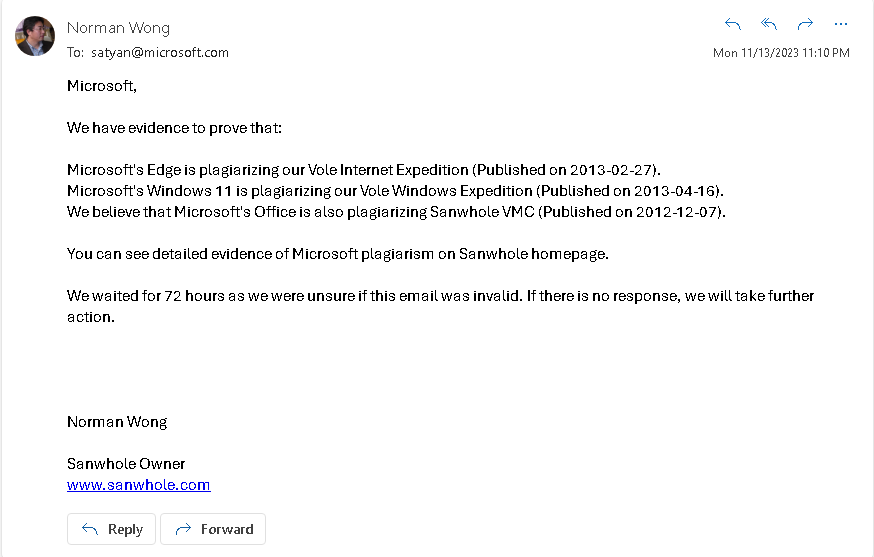 Norman Wong
To: satyan@microsoft.com
Mon 11/13/2023 11:10 PM
Microsoft,
We have evidence to prove that:
Microsoft's Edge is plagiarizing our Vole Internet Expedition (Published on 2013-02-27).
Microsoft's Windows 11 is plagiarizing our Vole Windows Expedition (Published on 2013-04-16).
We believe that Microsoft's Office is also plagiarizing Sanwhole VMC (Published on 2012-12-07).
You can see detailed evidence of Microsoft plagiarism on Sanwhole homepage.
We waited for 72 hours as we were unsure if this email was invalid. If there is no response, we will take further
action.
Norman Wong
Sanwhole Owner
www.sanwhole.com
Reply
Forward